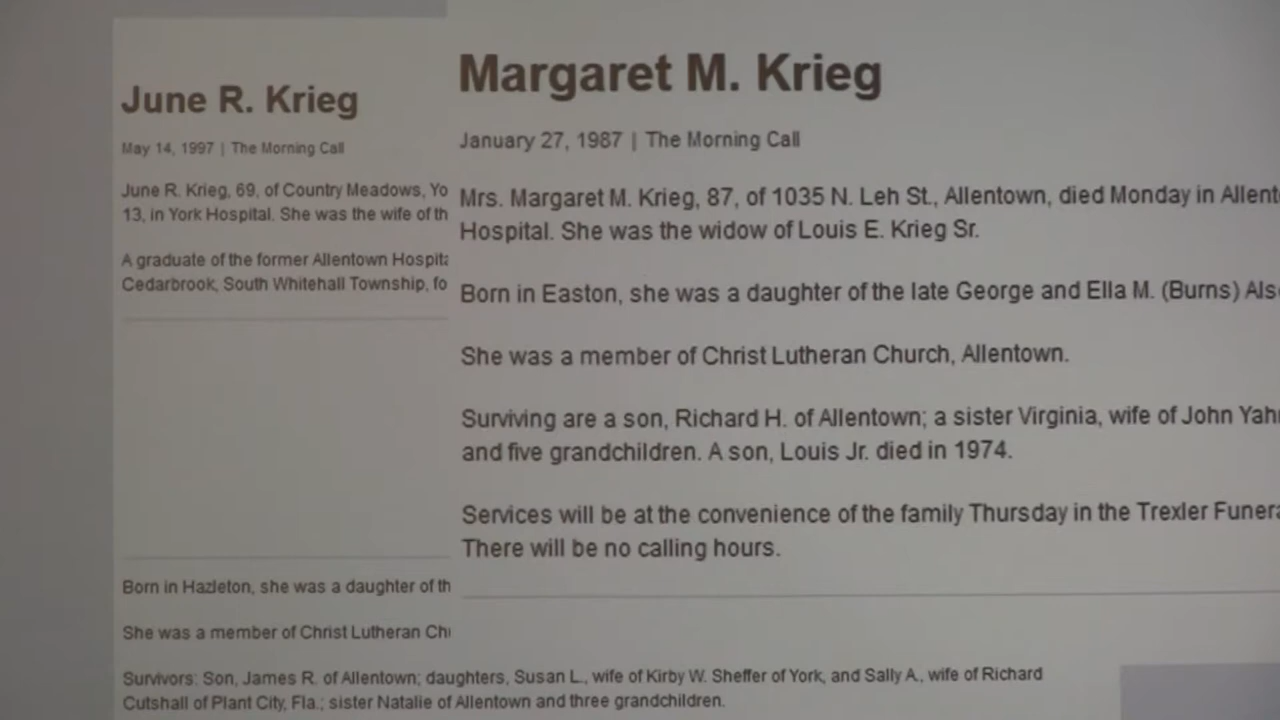 June R. Krieg
May 14, 1997 | The Morning Call
June R. Krieg, 69, of Country Meadows, Yo
13, in York Hospital. She was the wife of th
A graduate of the former Allentown Hospita
Cedarbrook, South Whitehall Township, fo
Born in Hazleton, she was a daughter of th
She was a member of Christ Lutheran Chu
Survivors: Son, James R. of Allentown; daughters, Susan L., wife of Kirby W. Sheffer of York, and Sally A., wife of Richard
Cutshall of Plant City, Fla.; sister Natalie of Allentown and three grandchildren.
Margaret M. Krieg
January 27, 1987 | The Morning Call
Mrs. Margaret M. Krieg, 87, of 1035 N. Leh St., Allentown, died Monday in Allent
Hospital. She was the widow of Louis E. Krieg Sr.
Born in Easton, she was a daughter of the late George and Ella M. (Burns) Also
She was a member of Christ Lutheran Church, Allentown.
Surviving are a son, Richard H. of Allentown; a sister Virginia, wife of John Yah
and five grandchildren. A son, Louis Jr. died in 1974.
Services will be at the convenience of the family Thursday in the Trexler Funera
There will be no calling hours.